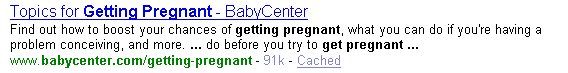 Topics for Getting Pregnant - BabyCenter
Find out how to boost your chances of getting pregnant, what you can do if you're having a
problem conceiving, and more. ... do before you try to get pregnant ...
www.babycenter.com/getting-pregnant - 91k - Cached